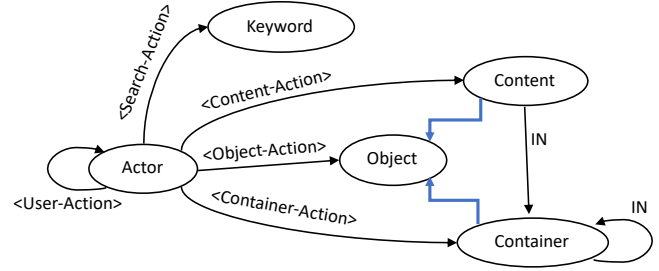 Keyword
<Search-Action>
<Content-Action>
Content
<Object-Action>
IN
Actor
Object
<User-Action>
<Container-Action>
IN
Container